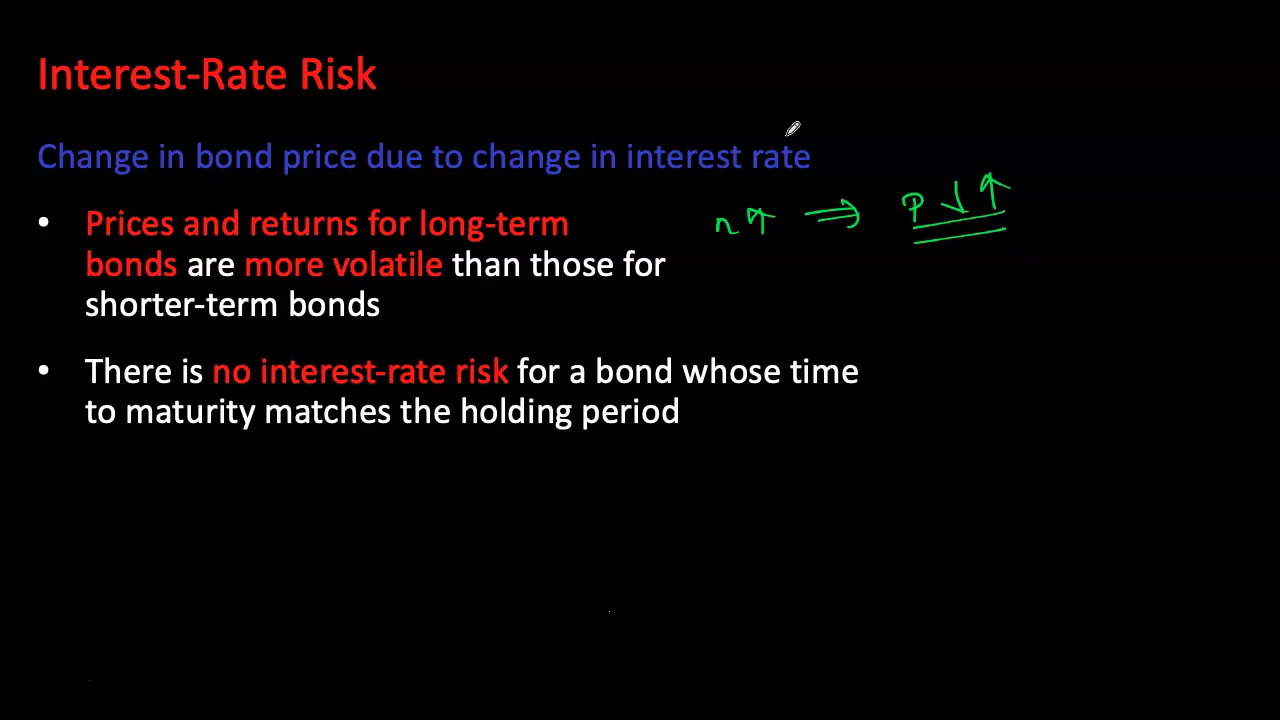 Interest-Rate Risk
Change in bond price due to change in interest rate
• Prices and returns for long-term
bonds are more volatile than those for
shorter-term bonds
n↑ ⇒ P ↓ ↑
• There is no interest-rate risk for a bond whose time
to maturity matches the holding period